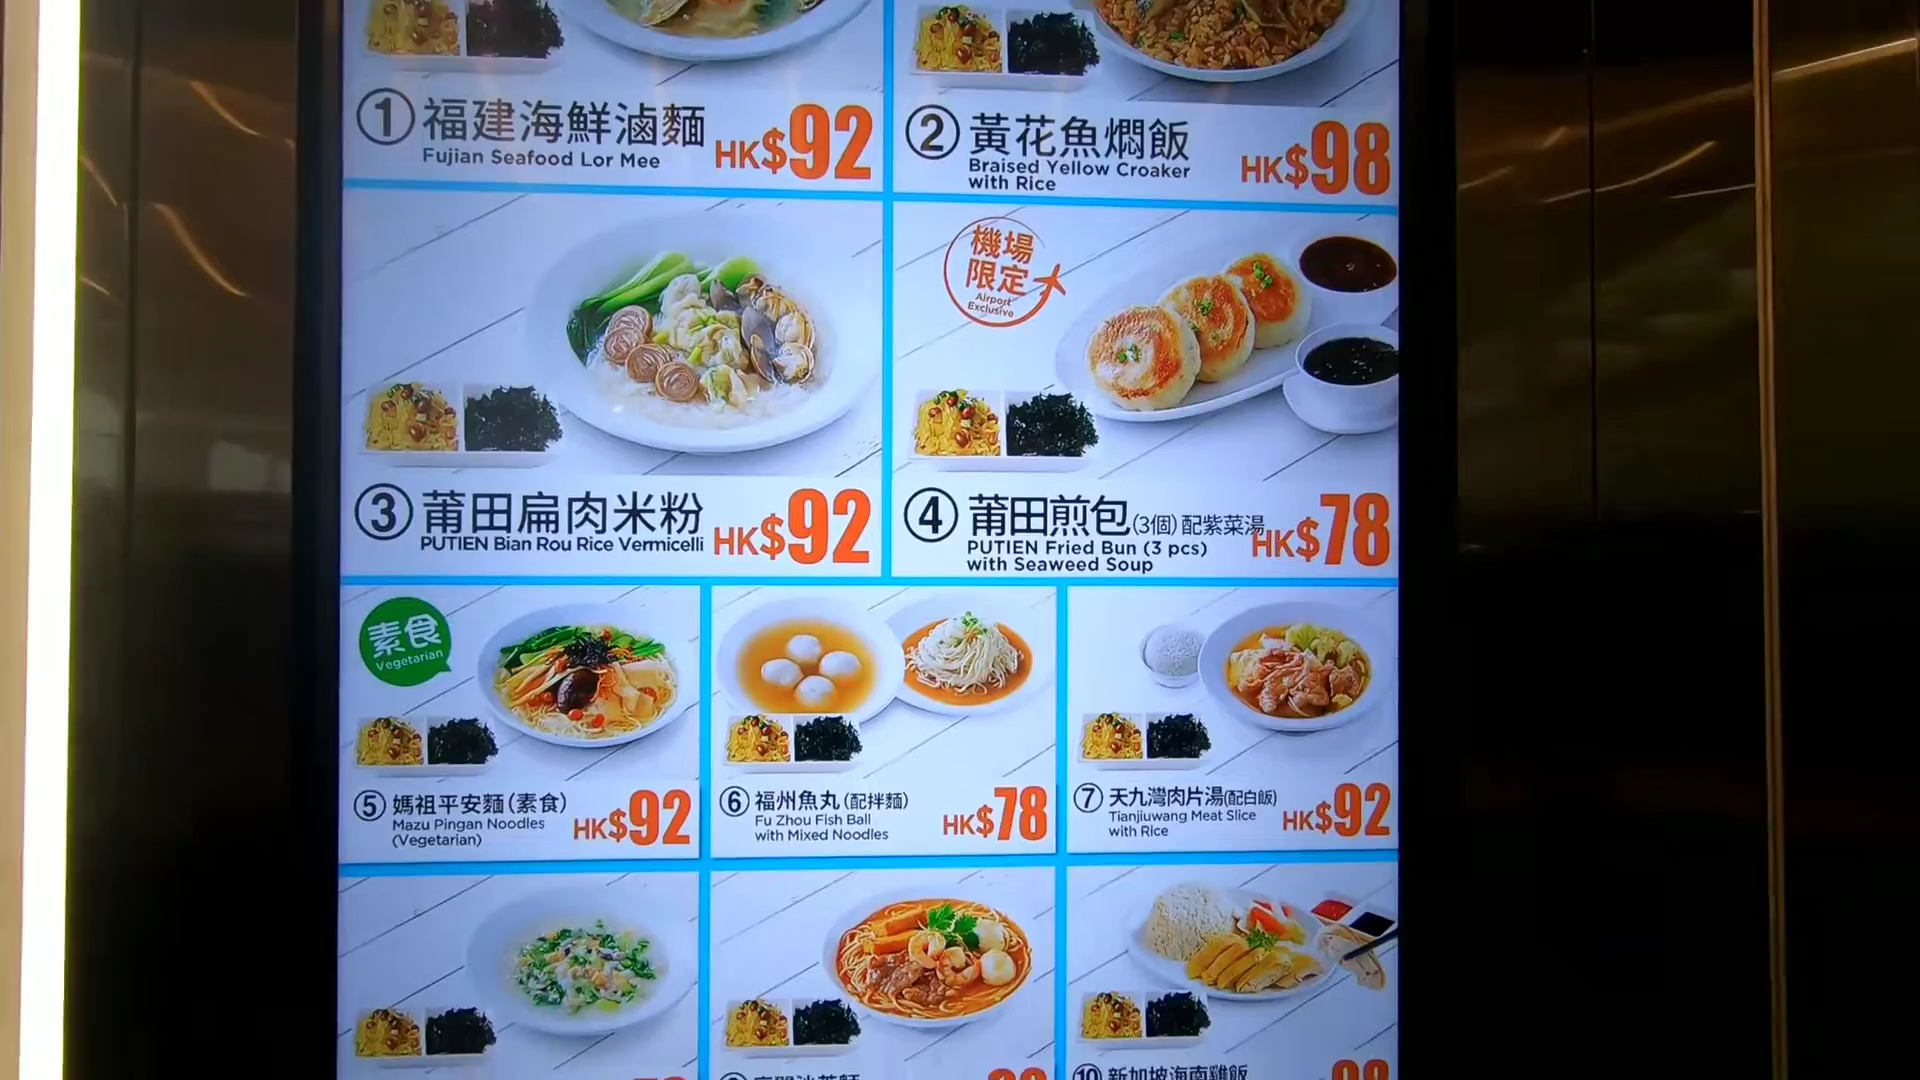 ① 福建海鮮滷麵
Fujian Seafood Lor Mee
HK$92
② 黃花魚燜飯
Braised Yellow Croaker
with Rice
HK$98
③ 莆田扁肉米粉
PUTIEN Bian Rou Rice Vermicelli
HK$92
機場
限定
Airport
Exclusive
④ 莆田煎包(3個)配紫菜湯
PUTIEN Fried Bun (3 pcs)
with Seaweed Soup
HK$78
素食
Vegetarian
⑤ 媽祖平安麵(素食)
Mazu Pingan Noodles
(Vegetarian)
HK$92
⑥ 福州魚丸(配拌麵)
Fu Zhou Fish Ball
with Mixed Noodles
HK$78
⑦ 天九灣肉片湯(配白飯)
Tianjiuwang Meat Slice
with Rice
HK$92
⑩ 新加坡海南雞飯